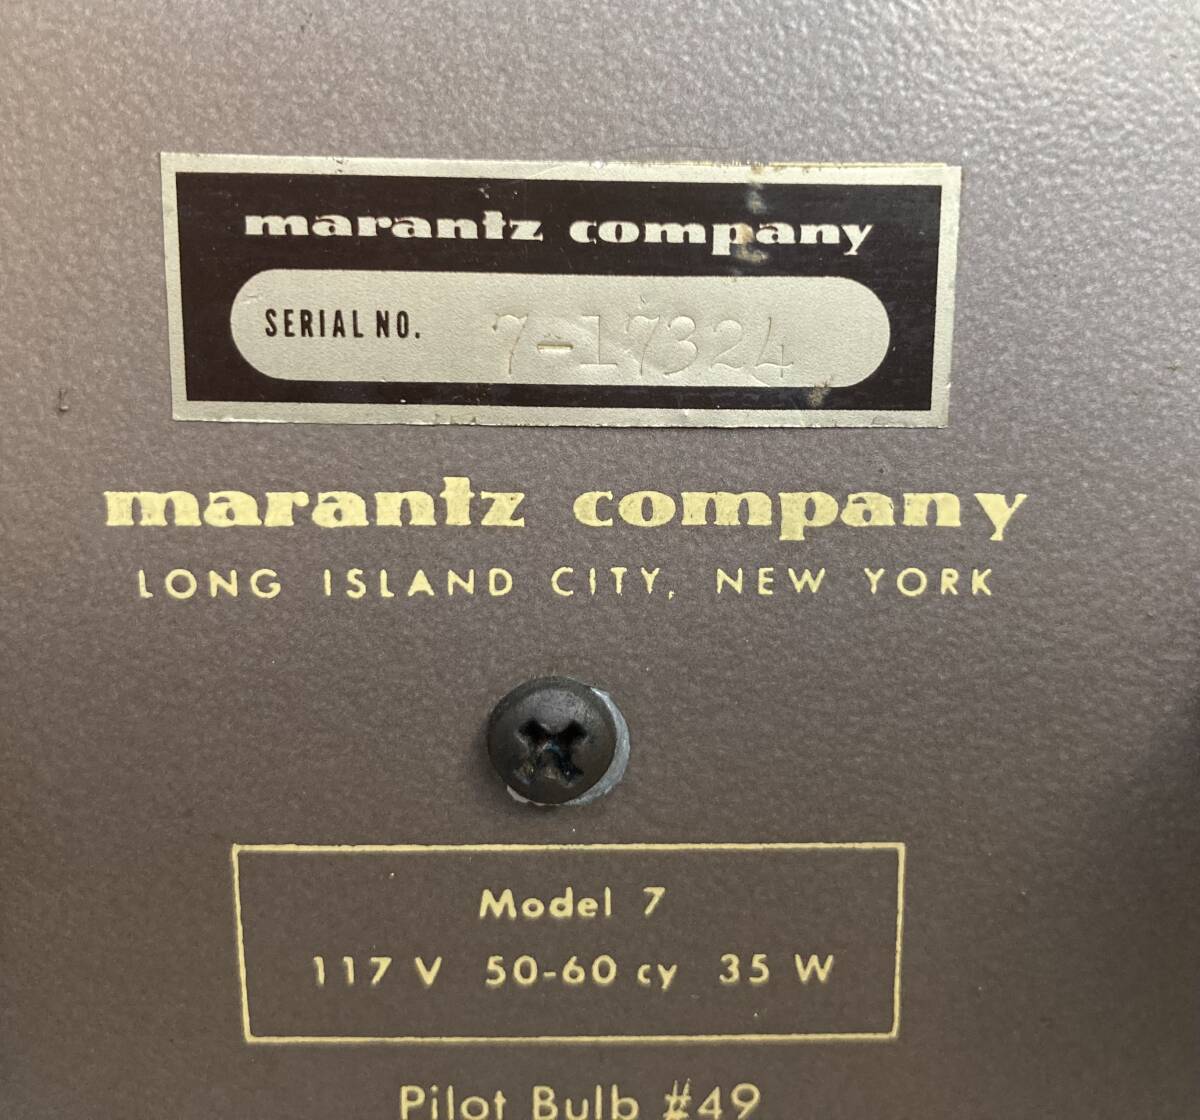 marantz company
SERIAL NO. 7-17324
marantz company
LONG ISLAND CITY, NEW YORK
Model 7
117 V 50-60 cy 35 W
Pilot Bulb #49